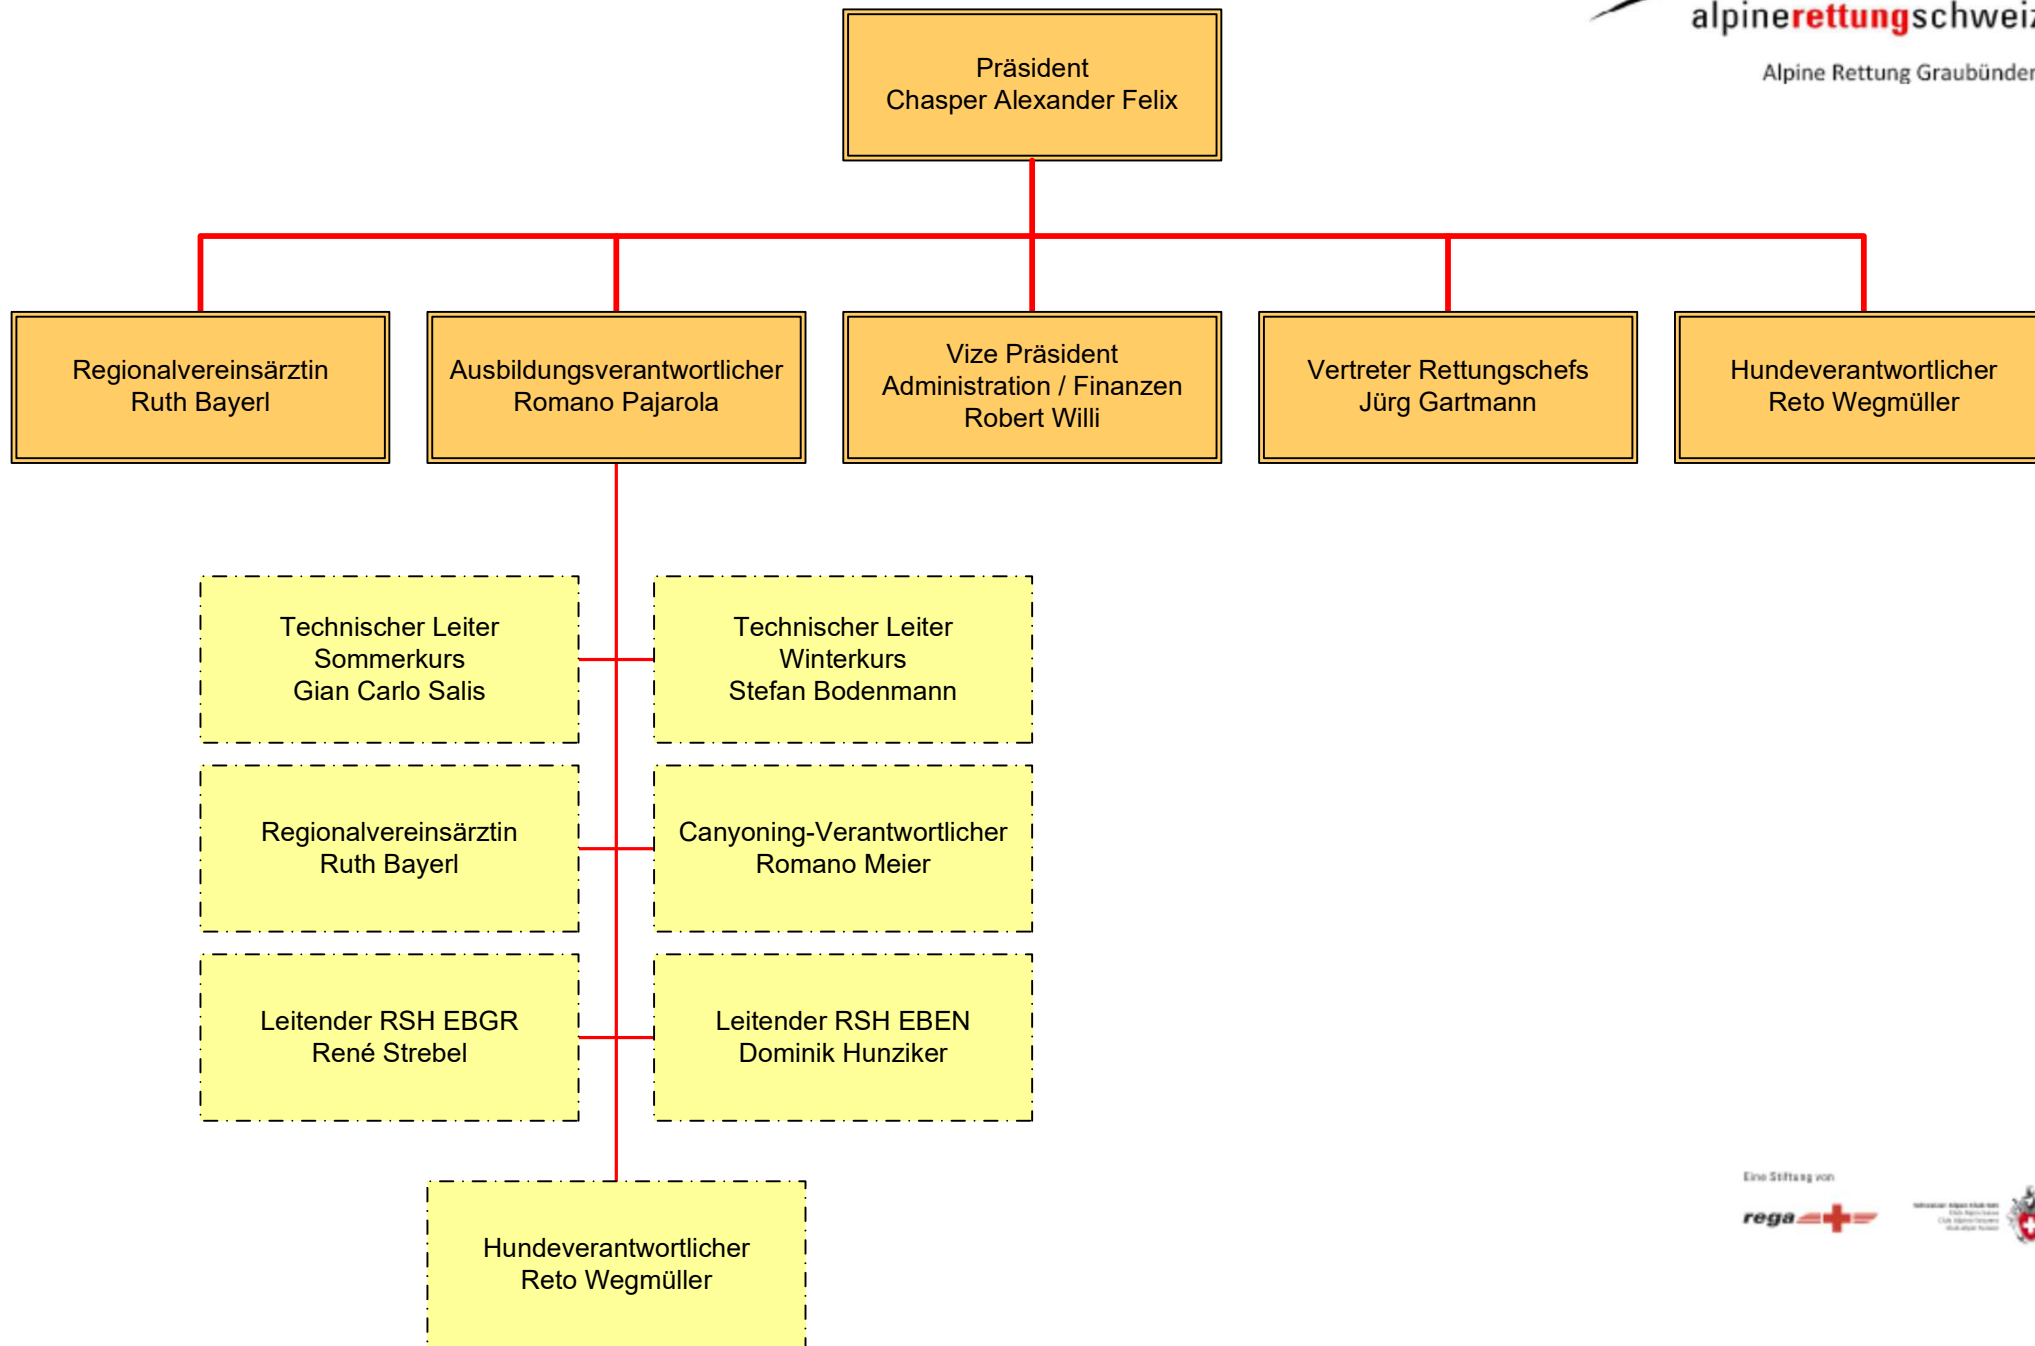 alpinerettungschweiz
Alpine Rettung Graubünden
Präsident
Chasper Alexander Felix
Regionalvereinsärztin
Ruth Bayerl
Ausbildungsverantwortlicher
Romano Pajarola
Vize Präsident
Administration / Finanzen
Robert Willi
Vertreter Rettungschefs
Jürg Gartmann
Hundeverantwortlicher
Reto Wegmüller
Technischer Leiter
Sommerkurs
Gian Carlo Salis
Technischer Leiter
Winterkurs
Stefan Bodenmann
Regionalvereinsärztin
Ruth Bayerl
Canyoning-Verantwortlicher
Romano Meier
Leitender RSH EBGR
René Strebel
Leitender RSH EBEN
Dominik Hunziker
Hundeverantwortlicher
Reto Wegmüller
Eine Stiftung von
rega